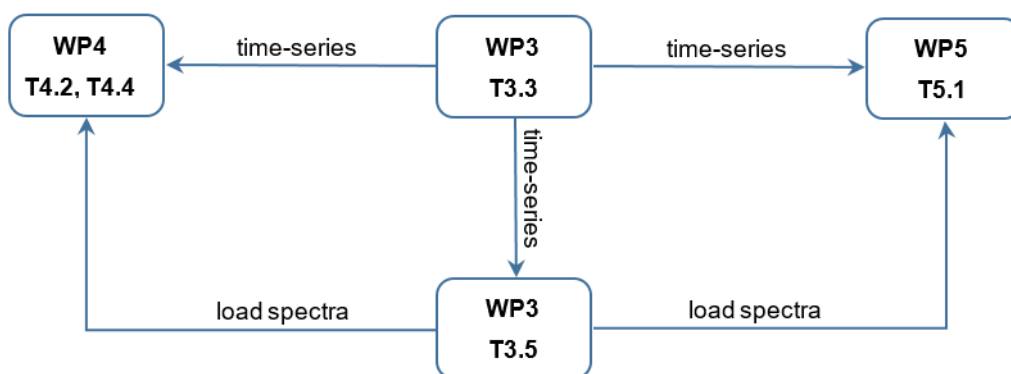 WP4
T4.2, T4.4
time-series
WP3
T3.3
time-series
WP5
T5.1
time-series
load spectra
WP3
T3.5
load spectra